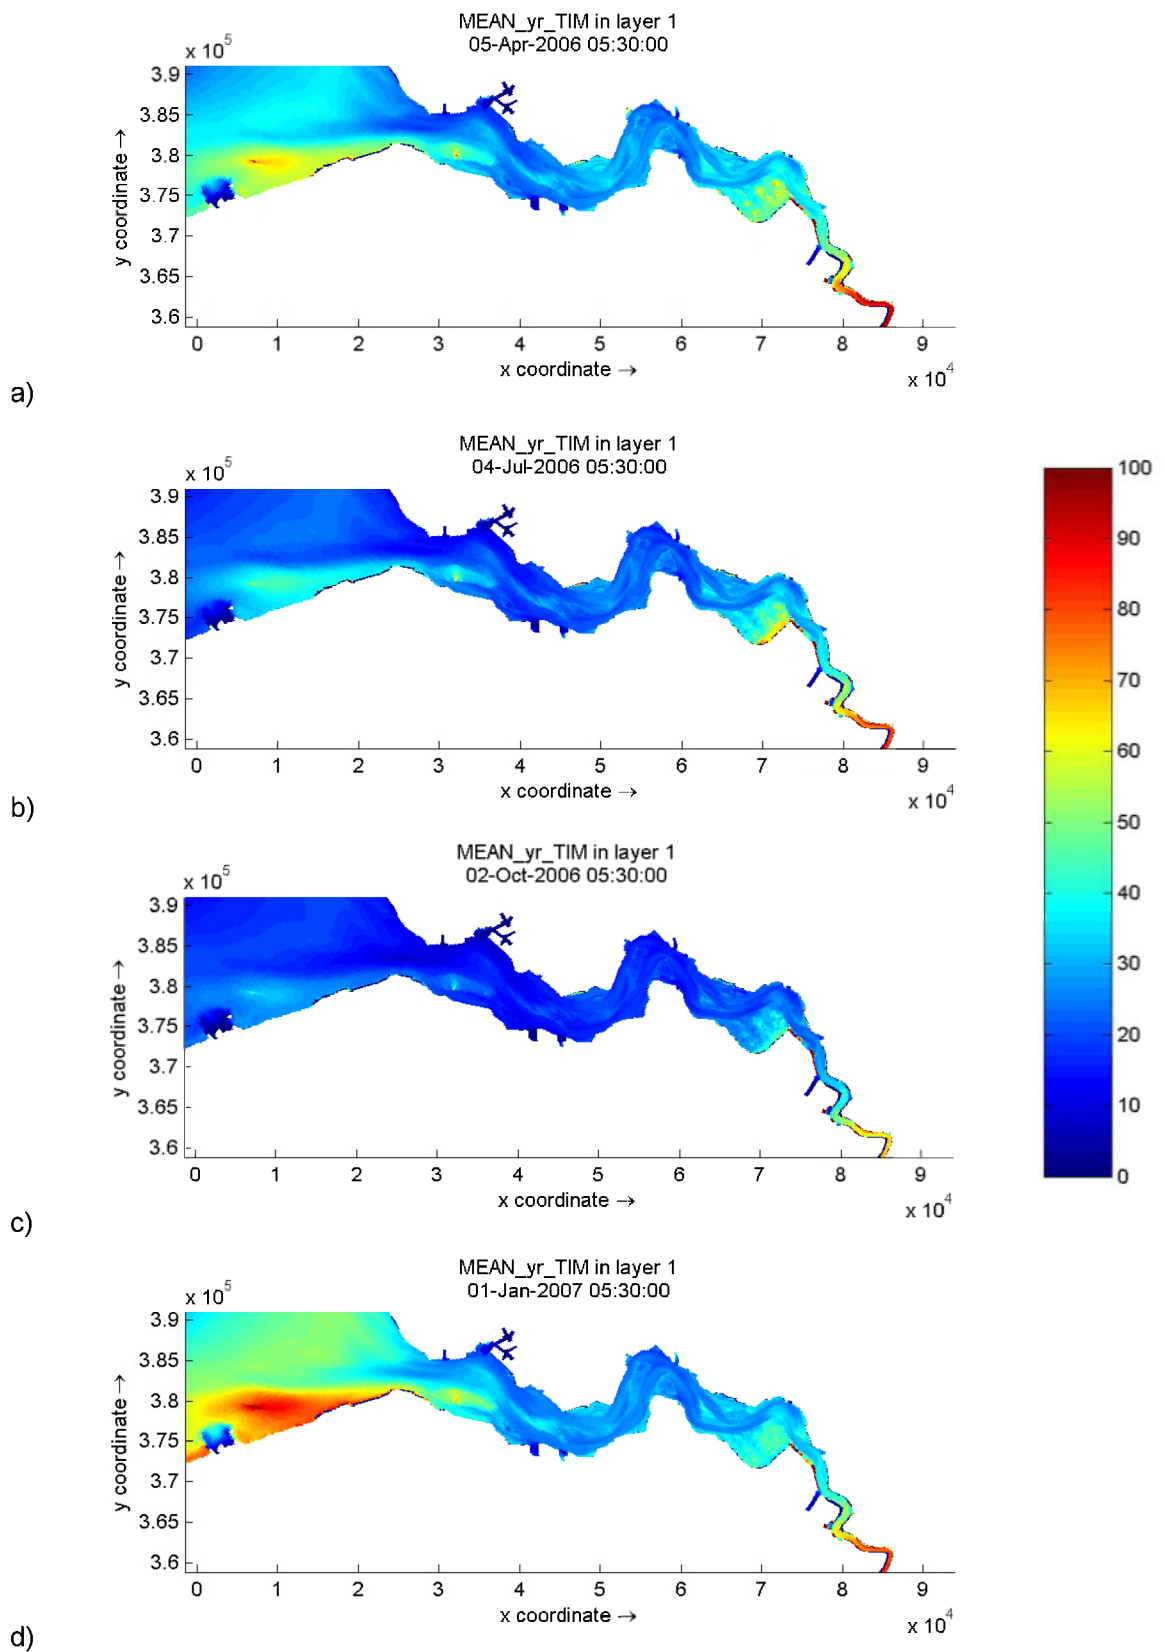 MEAN_yr_TIM in layer 1
05-Apr-2006 05:30:00
x 10^5
3.9
3.85
3.8
3.75
3.7
3.65
3.6
y coordinate →
0 1 2 3 4 5 6 7 8 9
x coordinate →
x 10^4
a)
MEAN_yr_TIM in layer 1
04-Jul-2006 05:30:00
x 10^5
3.9
3.85
3.8
3.75
3.7
3.65
3.6
y coordinate →
0 1 2 3 4 5 6 7 8 9
x coordinate →
x 10^4
b)
100
90
80
70
60
50
40
30
20
10
0
MEAN_yr_TIM in layer 1
02-Oct-2006 05:30:00
x 10^5
3.9
3.85
3.8
3.75
3.7
3.65
3.6
y coordinate →
0 1 2 3 4 5 6 7 8 9
x coordinate →
x 10^4
c)
MEAN_yr_TIM in layer 1
01-Jan-2007 05:30:00
x 10^5
3.9
3.85
3.8
3.75
3.7
3.65
3.6
y coordinate →
0 1 2 3 4 5 6 7 8 9
x coordinate →
x 10^4
d)